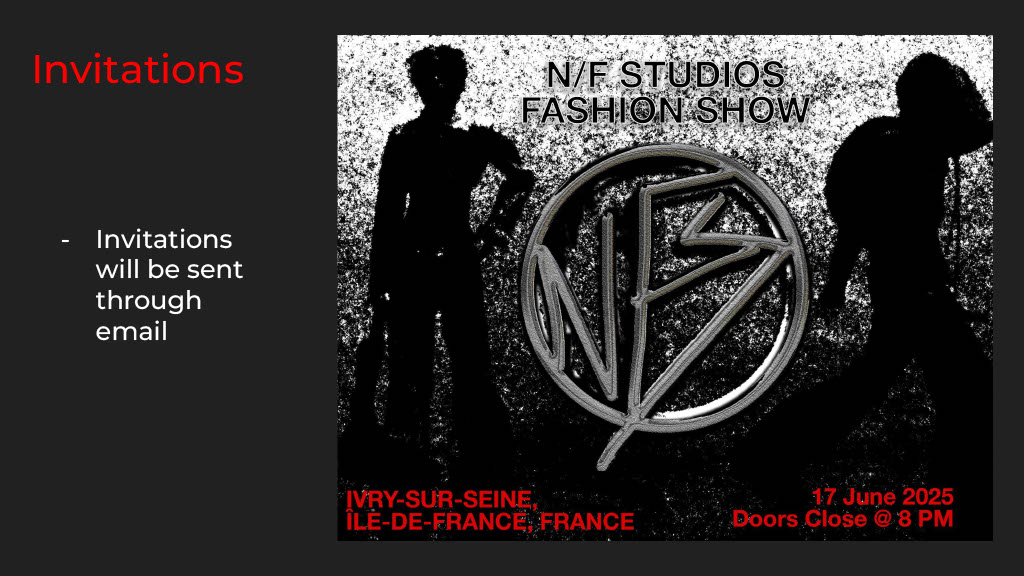 Invitations
- Invitations
will be sent
through
email
N/F STUDIOS
FASHION SHOW
IVRY-SUR-SEINE,
ÎLE-DE-FRANCE, FRANCE
17 June 2025
Doors Close @ 8 PM